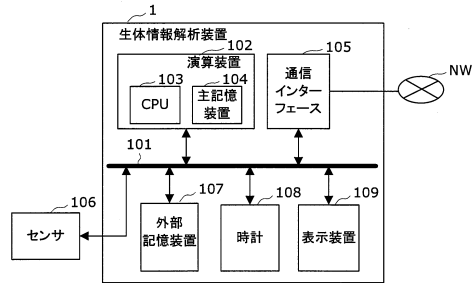 1
生体情報解析装置
102
演算装置
103
CPU
104
主記憶
装置
105
通信
インター
フェース
NW
101
106
センサ
107
外部
記憶装置
108
時計
109
表示装置